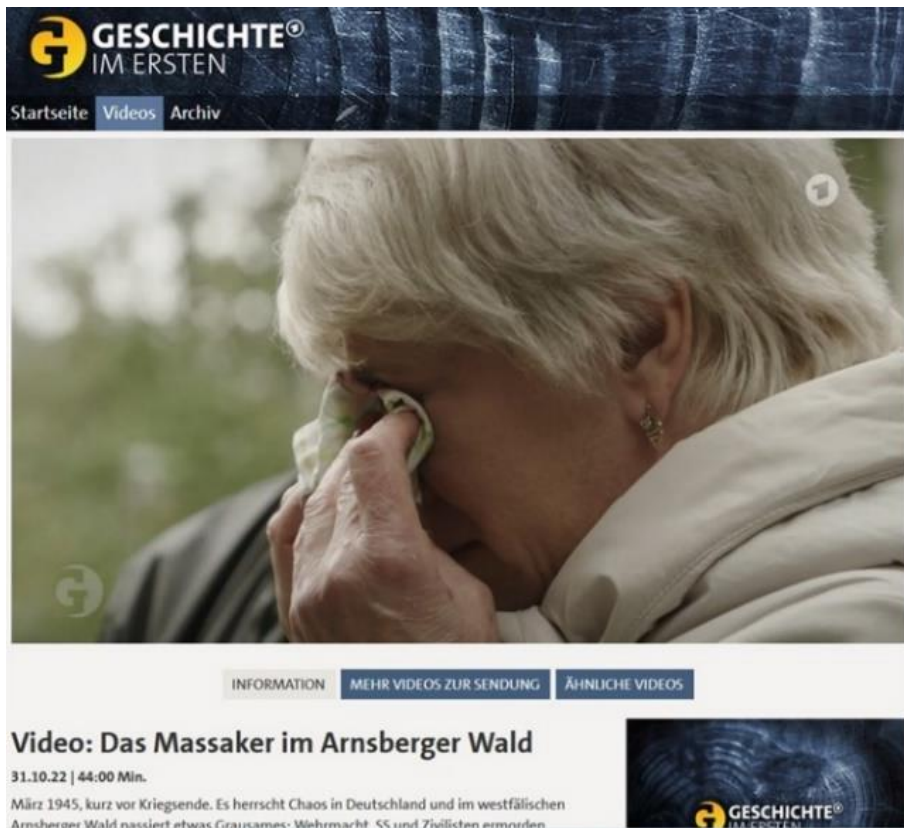 GESCHICHTE®
IM ERSTEN
Startseite Videos Archiv
INFORMATION MEHR VIDEOS ZUR SENDUNG ÄHNLICHE VIDEOS
Video: Das Massaker im Arnsberger Wald
31.10.22 | 44:00 Min.
März 1945, kurz vor Kriegsende. Es herrscht Chaos in Deutschland und im westfälischen
Arnsberger Wald passiert etwas Grausames: Wehrmacht, SS und Zivilisten ermorden
GESCHICHTE®
IM ERSTEN